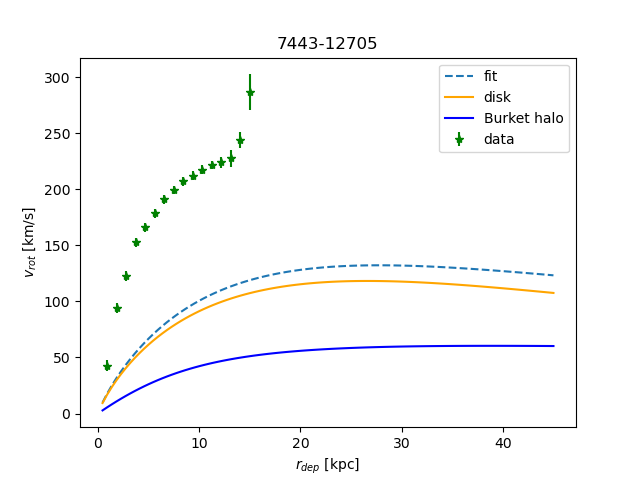 7443-12705
300
250
200
150
100
50
0
v_rot [km/s]
fit
disk
Burket halo
data
0 10 20 30 40
r_dep [kpc]